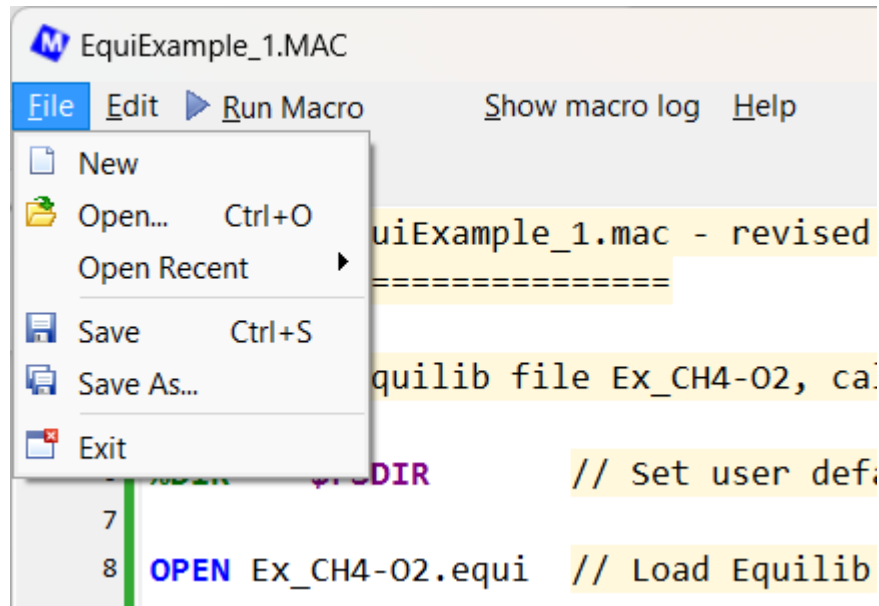 M EquiExample_1.MAC
File Edit Run Macro Show macro log Help
New
Open... Ctrl+O
Open Recent
Save Ctrl+S
Save As...
Exit
uiExample_1.mac - revised
===============
quilib file Ex_CH4-O2, cal
DIR // Set user defa
7
8 OPEN Ex_CH4-O2.equi // Load Equilib